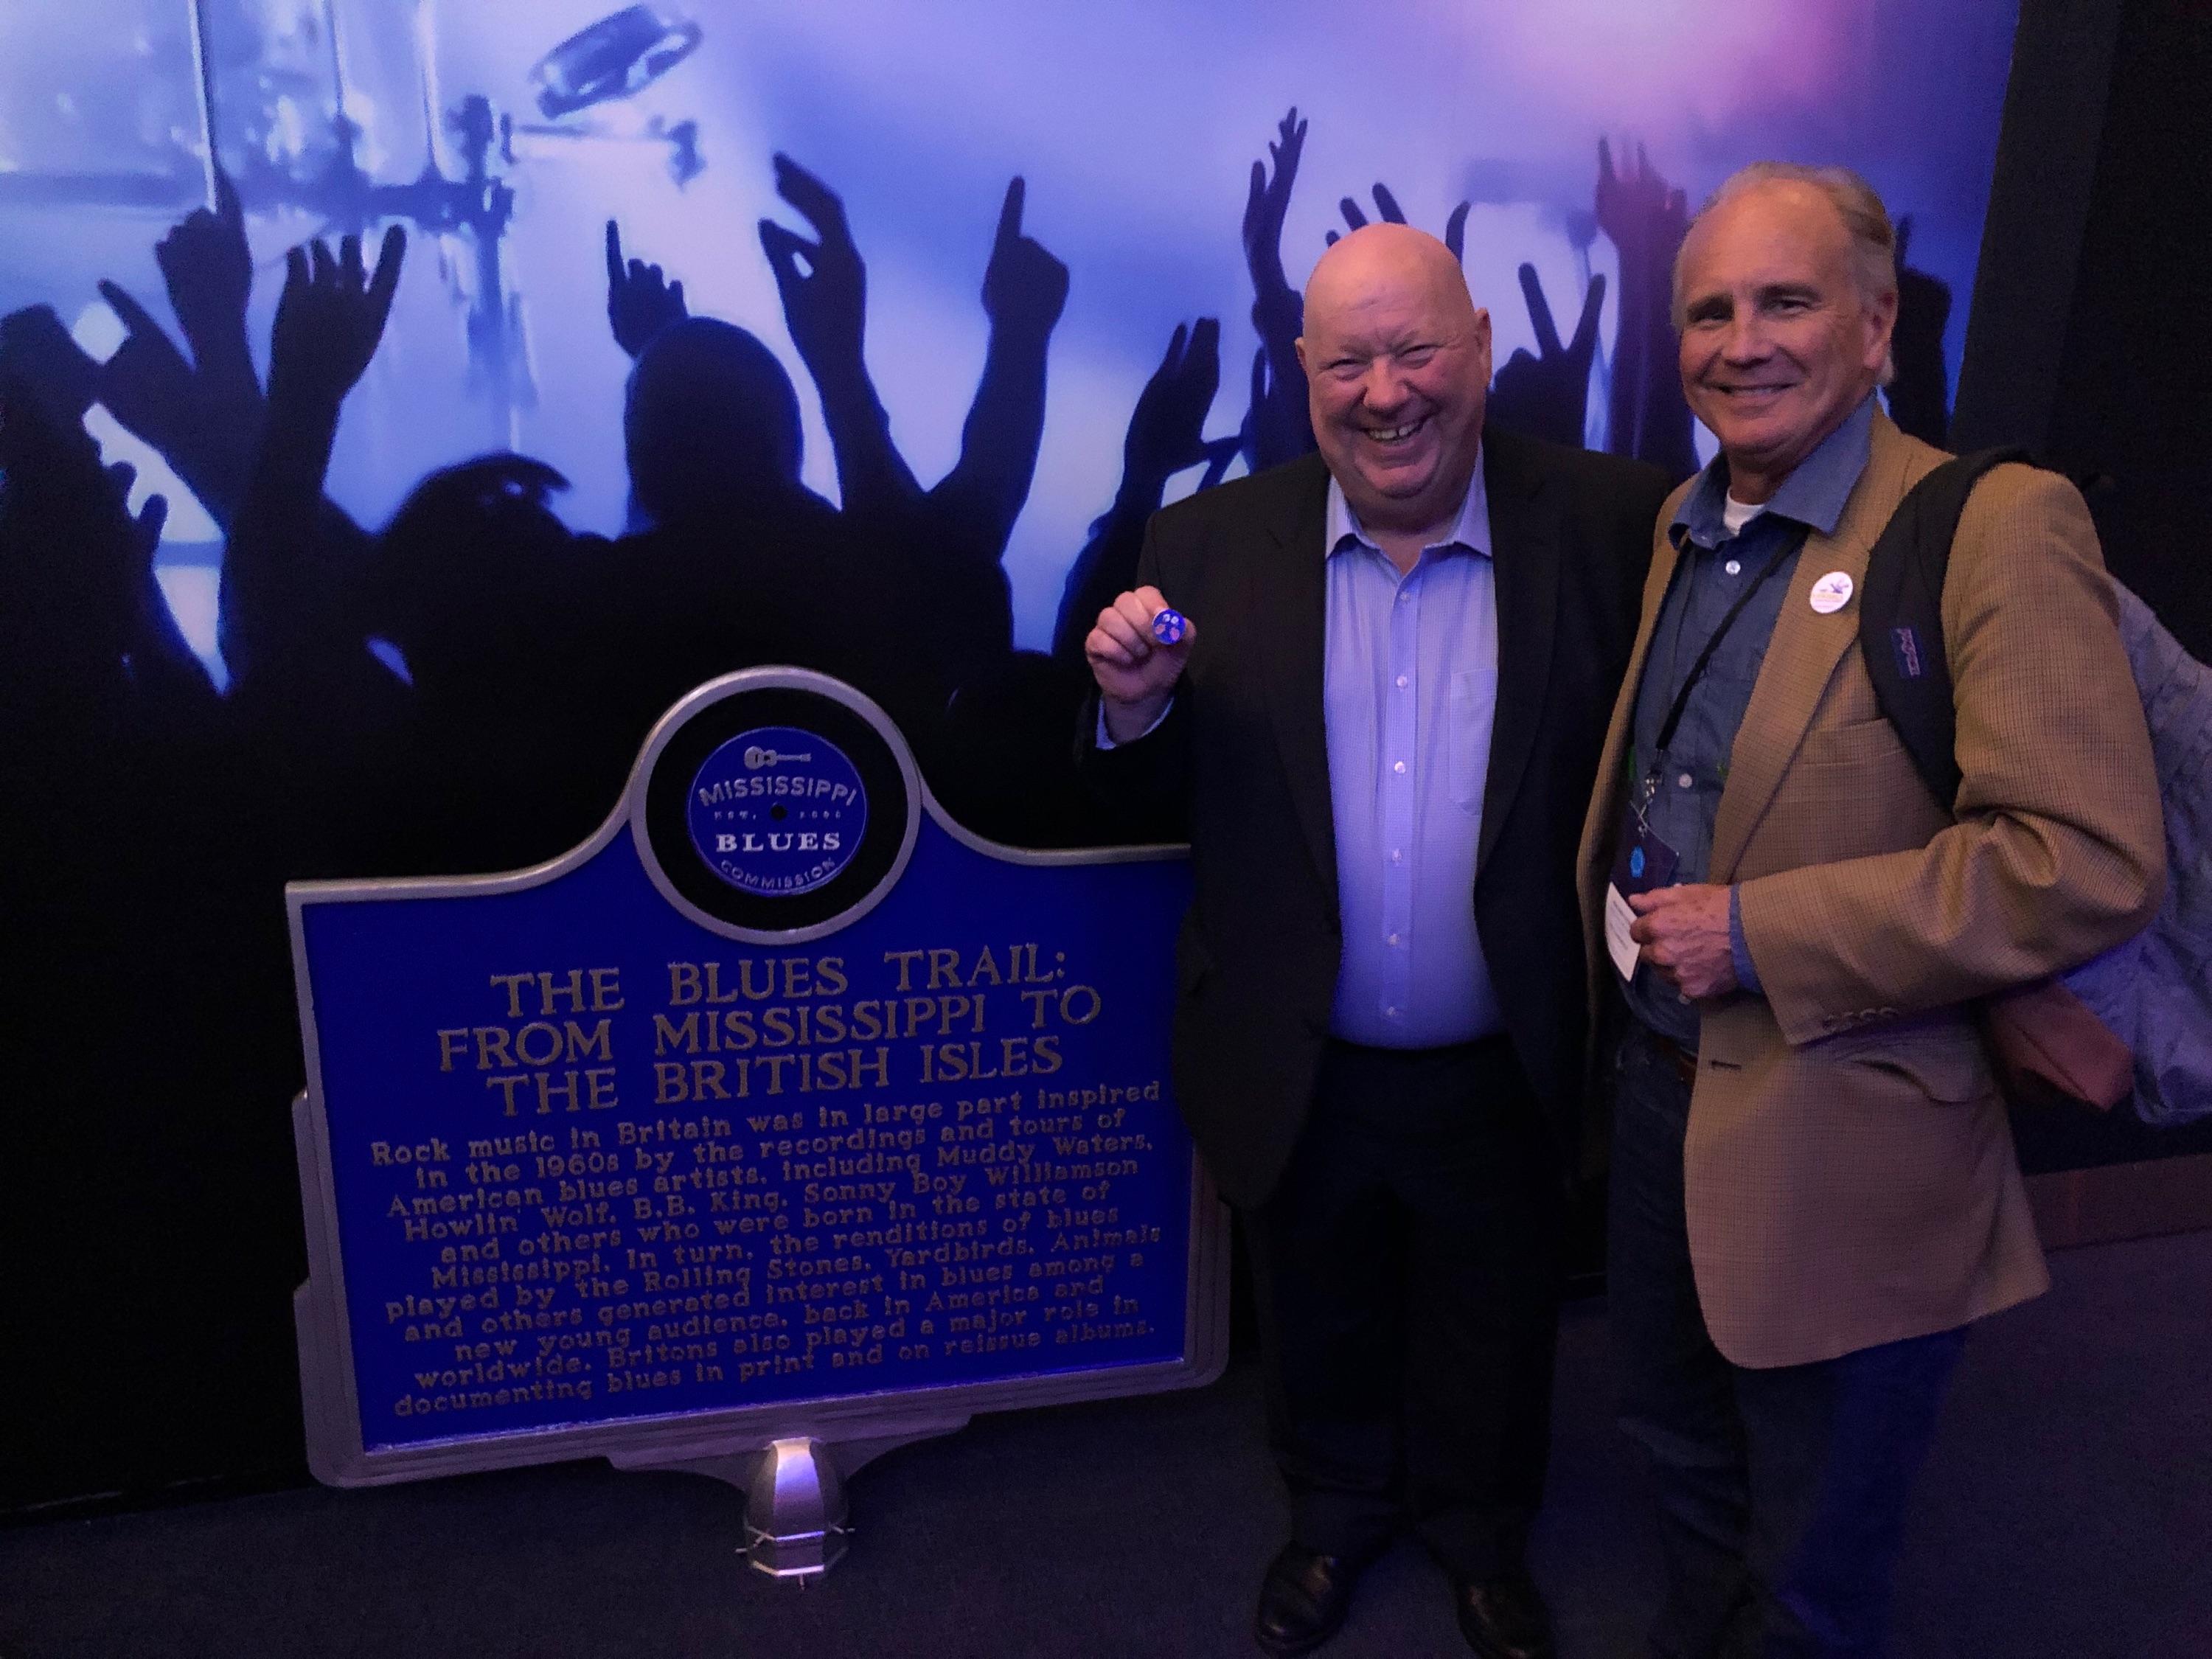 MISSISSIPPI
EST.
BLUES
COMMISSION
THE BLUES TRAIL:
FROM MISSISSIPPI TO
THE BRITISH ISLES
Rock music in Britain was in large part inspired
in the 1960s by the recordings and tours of
American blues artists, including Muddy Waters,
Howlin' Wolf, B.B. King, Sonny Boy Williamson
and others who were born in the state of
Mississippi. In turn, the renditions of blues
played by the Rolling Stones, Yardbirds, Animals
and others generated interest in blues among a
new young audience, back in America and
worldwide. Britons also played a major role in
documenting blues in print and on reissue albums.